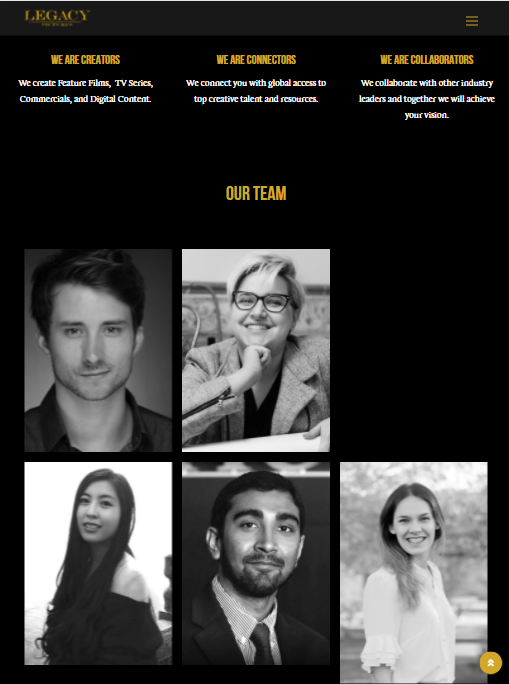 LEGACY
WE ARE CREATORS
We create Feature Films, TV Series,
Commercials, and Digital Content.
WE ARE CONNECTORS
We connect you with global access to
top creative talent and resources.
WE ARE COLLABORATORS
We collaborate with other industry
leaders and together we will achieve
your vision.
OUR TEAM